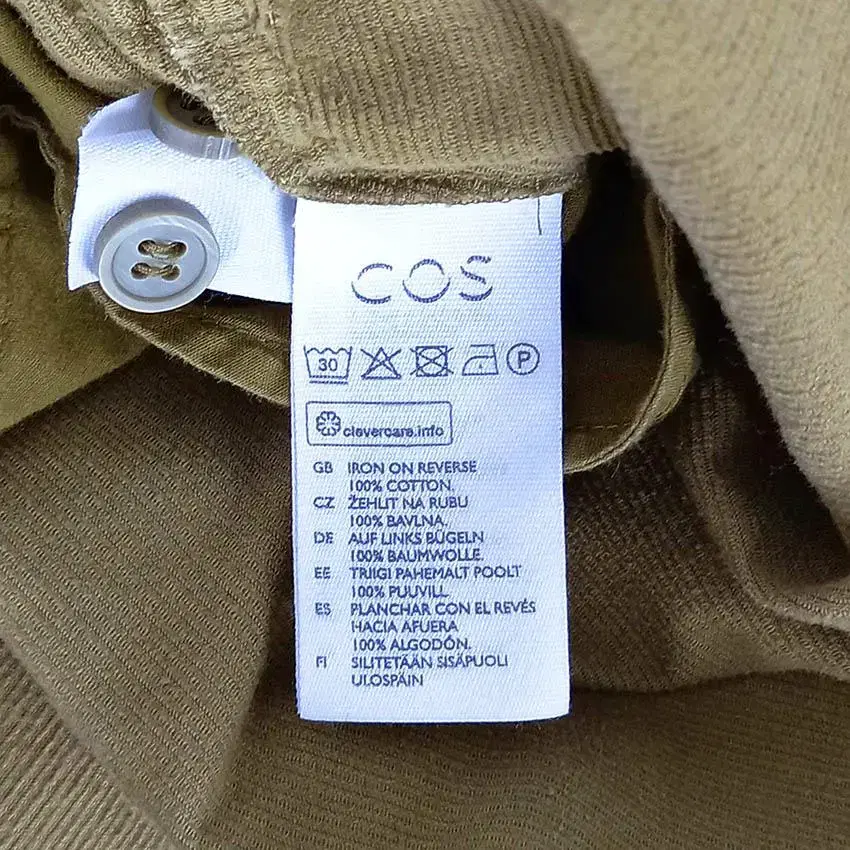 COS
30
P
clevercare.info
GB IRON ON REVERSE
100% COTTON.
CZ ŽEHLIT NA RUBU
100% BAVLNA.
DE AUF LINKS BÜGELN
100% BAUMWOLLE.
EE TRIIGI PAHEMALT POOLT
100% PUUVILL.
ES PLANCHAR CON EL REVÉS
HACIA AFUERA
100% ALGODÓN.
FI SILITETÄÄN SISÄPUOLI
ULOSPÄIN